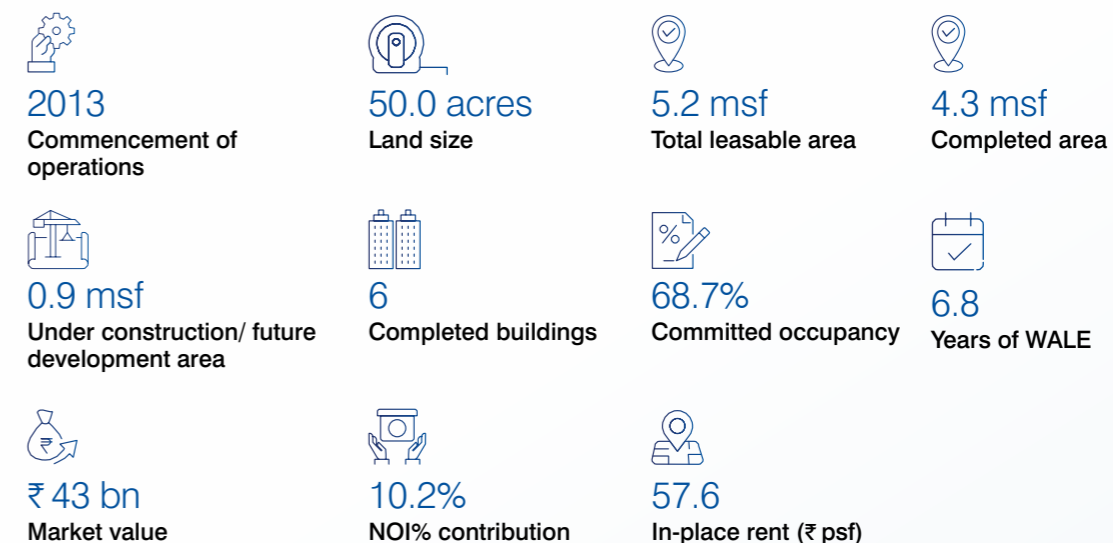 2013
Commencement of
operations
50.0 acres
Land size
5.2 msf
Total leasable area
4.3 msf
Completed area
0.9 msf
Under construction/ future
development area
6
Completed buildings
%
68.7%
Committed occupancy
6.8
Years of WALE
₹
₹ 43 bn
Market value
10.2%
NOI% contribution
57.6
In-place rent (₹ psf)